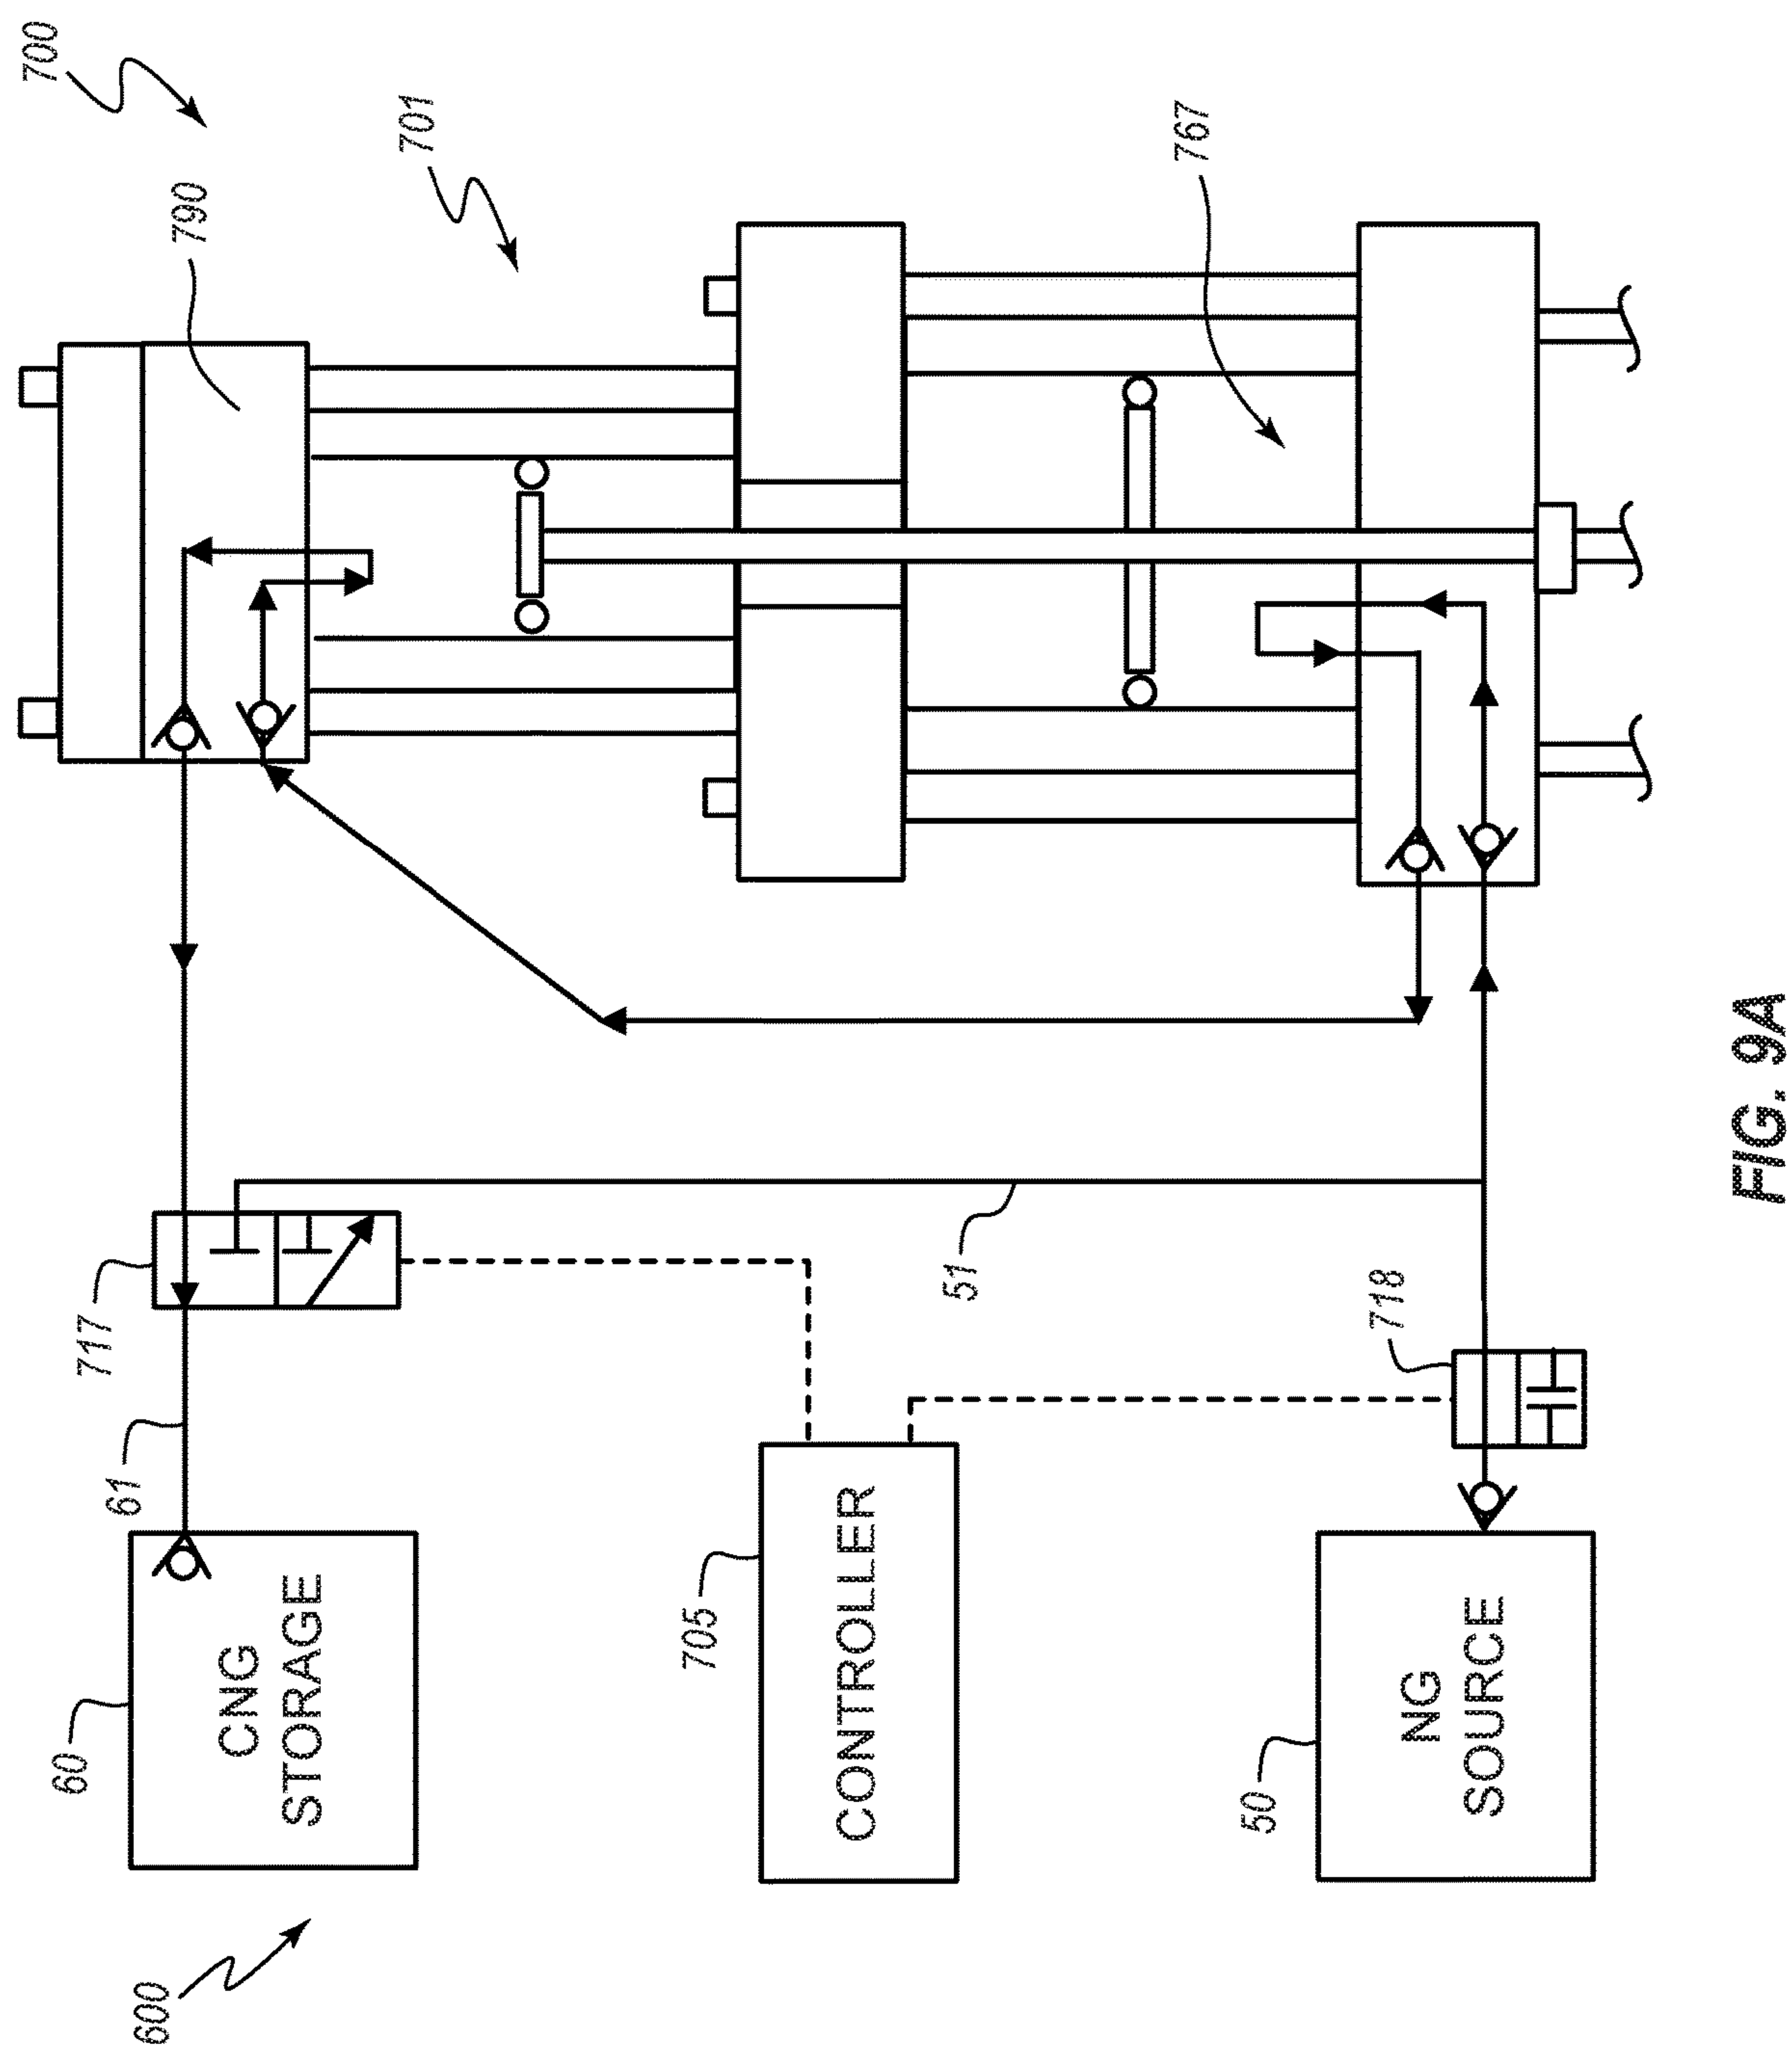 700
701
790
767
717
61
51
718
60
CNG
STORAGE
705
CONTROLLER
50
NG
SOURCE
600
FIG. 9A